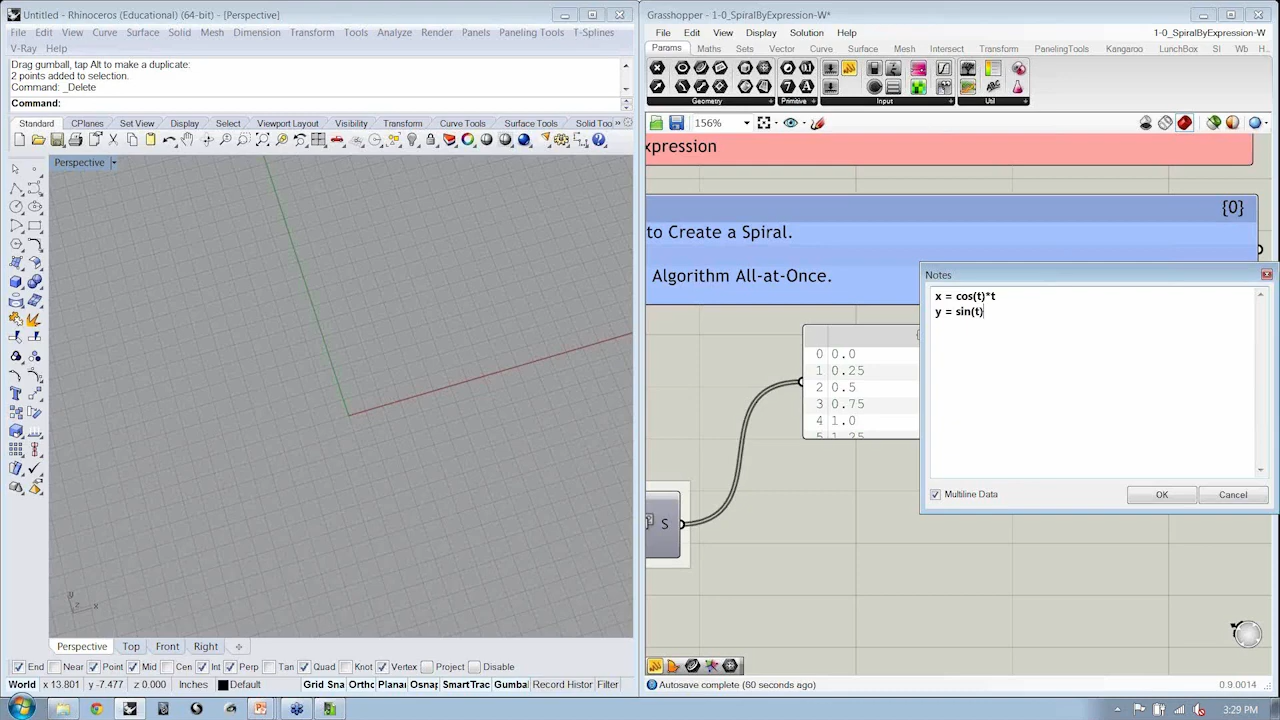 Untitled - Rhinoceros (Educational) (64-bit) - [Perspective]
File Edit View Curve Surface Solid Mesh Dimension Transform Tools Analyze Render Panels Paneling Tools T-Splines
V-Ray Help
Drag gumball, tap Alt to make a duplicate:
2 points added to selection.
Command: _Delete
Command:
Standard CPlanes Set View Display Select Viewport Layout Visibility Transform Curve Tools Surface Tools Solid Too »
Perspective
y
z x
Perspective Top Front Right
End Near Point Mid Cen Int Perp Tan Quad Knot Vertex Project Disable
World x 13.801 y -7.477 z 0.000 Inches Default Grid Sna Ortho Planar Osnap SmartTrac Gumba Record Histor Filter
Grasshopper - 1-0_SpiralByExpression-W*
File Edit View Display Solution Help 1-0_SpiralByExpression-W
Params Maths Sets Vector Curve Surface Mesh Intersect Transform PanelingTools Kangaroo LunchBox SI Wb H...
Geometry Primitive Input Util
156%
xpression
{0}
to Create a Spiral.
Algorithm All-at-Once.
0 0.0
1 0.25
2 0.5
3 0.75
4 1.0
5 1.25
S
Notes
x = cos(t)*t
y = sin(t)
Multiline Data OK Cancel
Autosave complete (60 seconds ago) 0.9.0014
3:29 PM